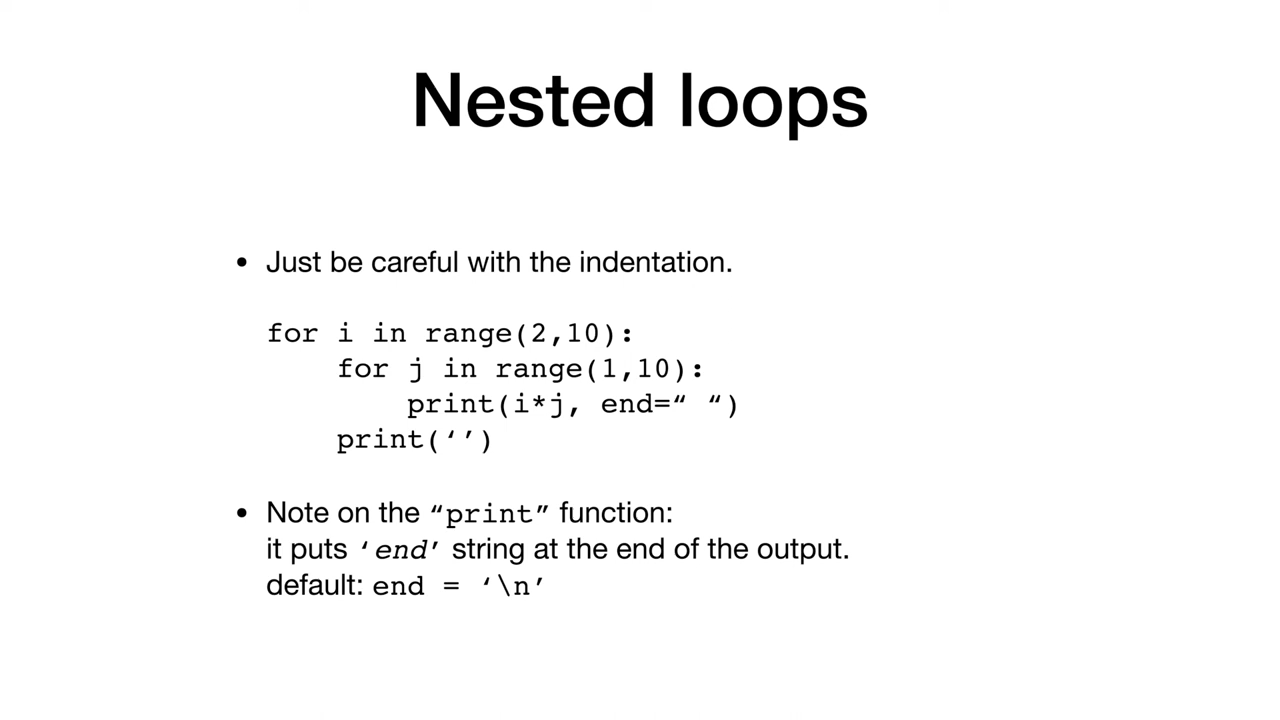 Nested loops
• Just be careful with the indentation.
for i in range(2,10):
    for j in range(1,10):
        print(i*j, end=“ “)
    print(‘’)
• Note on the “print” function:
it puts ‘end’ string at the end of the output.
default: end = ‘\n’